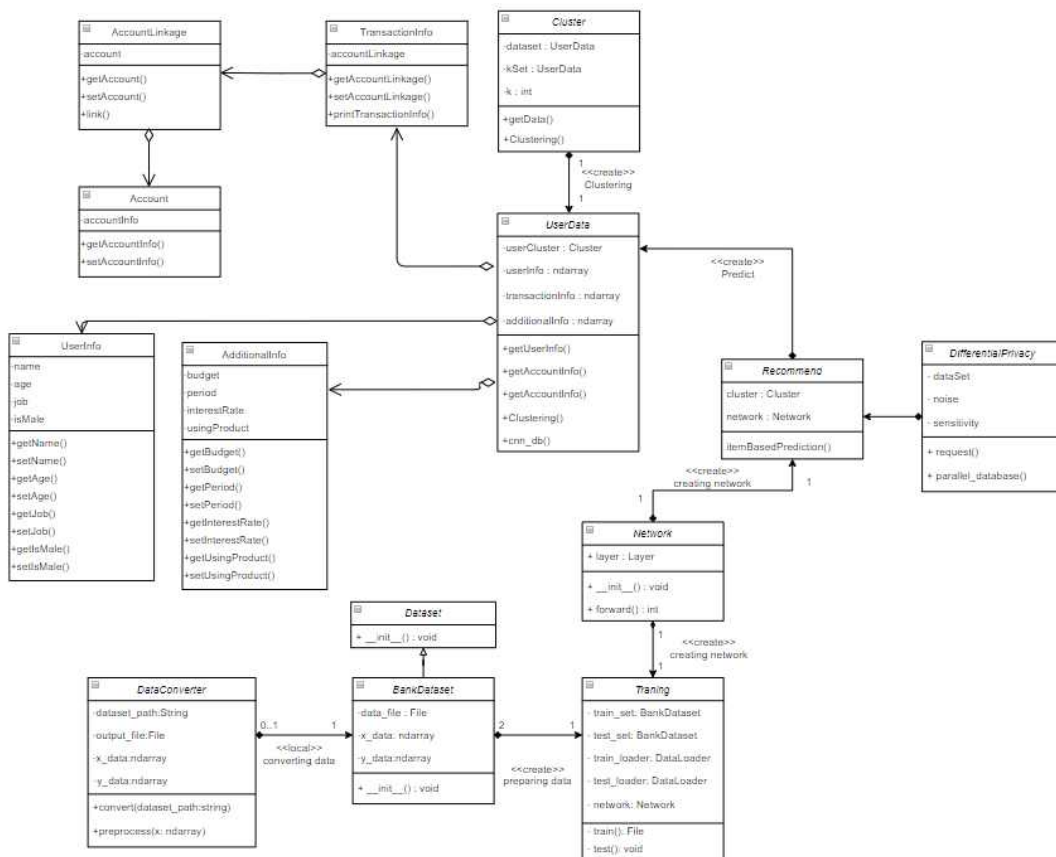 AccountLinkage
-account
+getAccount()
+setAccount()
+link()
TransactionInfo
-accountLinkage
+getAccountLinkage()
+setAccountLinkage()
+printTransactionInfo()
Cluster
-dataset : UserData
-kSet : UserData
-k : int
+getData()
+Clustering()
1
<<create>>
Clustering
1
Account
-accountInfo
+getAccountInfo()
+setAccountInfo()
UserData
-userCluster : Cluster
-userInfo : ndarray
-transactionInfo : ndarray
-additionalInfo : ndarray
+getUserInfo()
+getAccountInfo()
+getAccountInfo()
+Clustering()
+cnn_db()
<<create>>
Predict
UserInfo
-name
-age
-job
-isMale
+getName()
+setName()
+getAge()
+setAge()
+getJob()
+setJob()
+getIsMale()
+setIsMale()
AdditionalInfo
-budget
-period
-interestRate
-usingProduct
+getBudget()
+setBudget()
+getPeriod()
+setPeriod()
+getInterestRate()
+setInterestRate()
+getUsingProduct()
+setUsingProduct()
Recommend
cluster : Cluster
network : Network
itemBasedPrediction()
DifferentialPrivacy
- dataSet
- noise
- sensitivity
+ request()
+ parallel_database()
<<create>>
creating network
1
1
Network
+ layer : Layer
+ __init__() : void
+ forward() : int
1
<<create>>
creating network
1
Dataset
+ __init__() : void
DataConverter
-dataset_path:String
-output_file:File
-x_data:ndarray
-y_data:ndarray
+convert(dataset_path:string)
+preprocess(x: ndarray)
0..1
1
<<local>>
converting data
BankDataset
-data_file : File
-x_data: ndarray
-y_data:ndarray
+ __init__() : void
2
1
<<create>>
preparing data
Traning
- train_set: BankDataset
- test_set: BankDataset
- train_loader: DataLoader
- test_loader: DataLoader
- network: Network
- train(): File
- test(): void